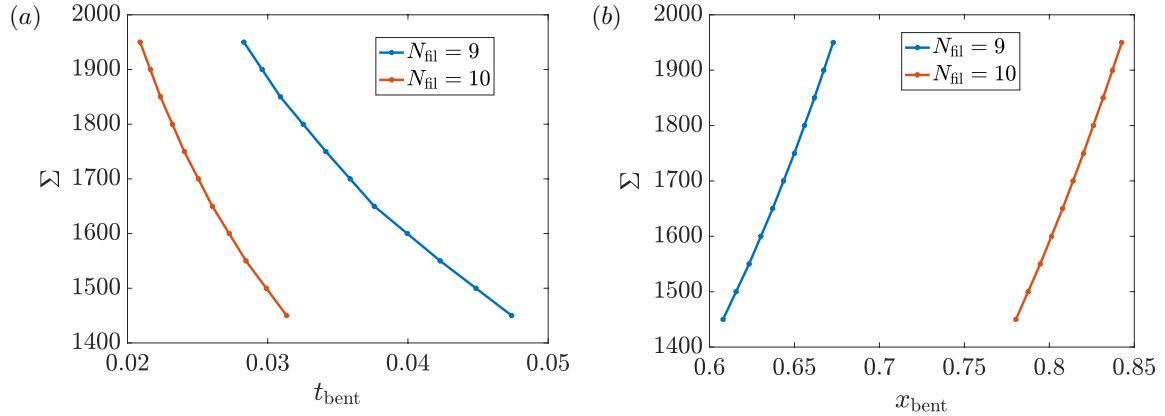 (a)
2000
1900
1800
1700
1600
1500
1400
Σ
0.02
0.03
0.04
0.05
t_bent
N_fil = 9
N_fil = 10
(b)
2000
1900
1800
1700
1600
1500
1400
Σ
0.6
0.65
0.7
0.75
0.8
0.85
x_bent
N_fil = 9
N_fil = 10